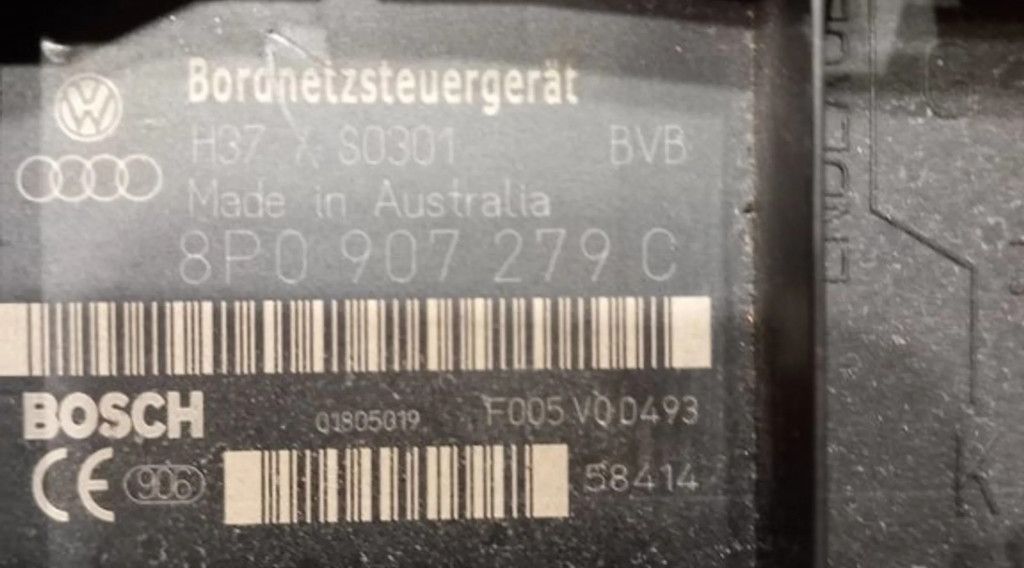 Bordnetzsteuergerät
H37 X S0301 BVB
Made in Australia
8P0 907 279 C
BOSCH 01805019 F005 V0 0493
CE 906 58414
K